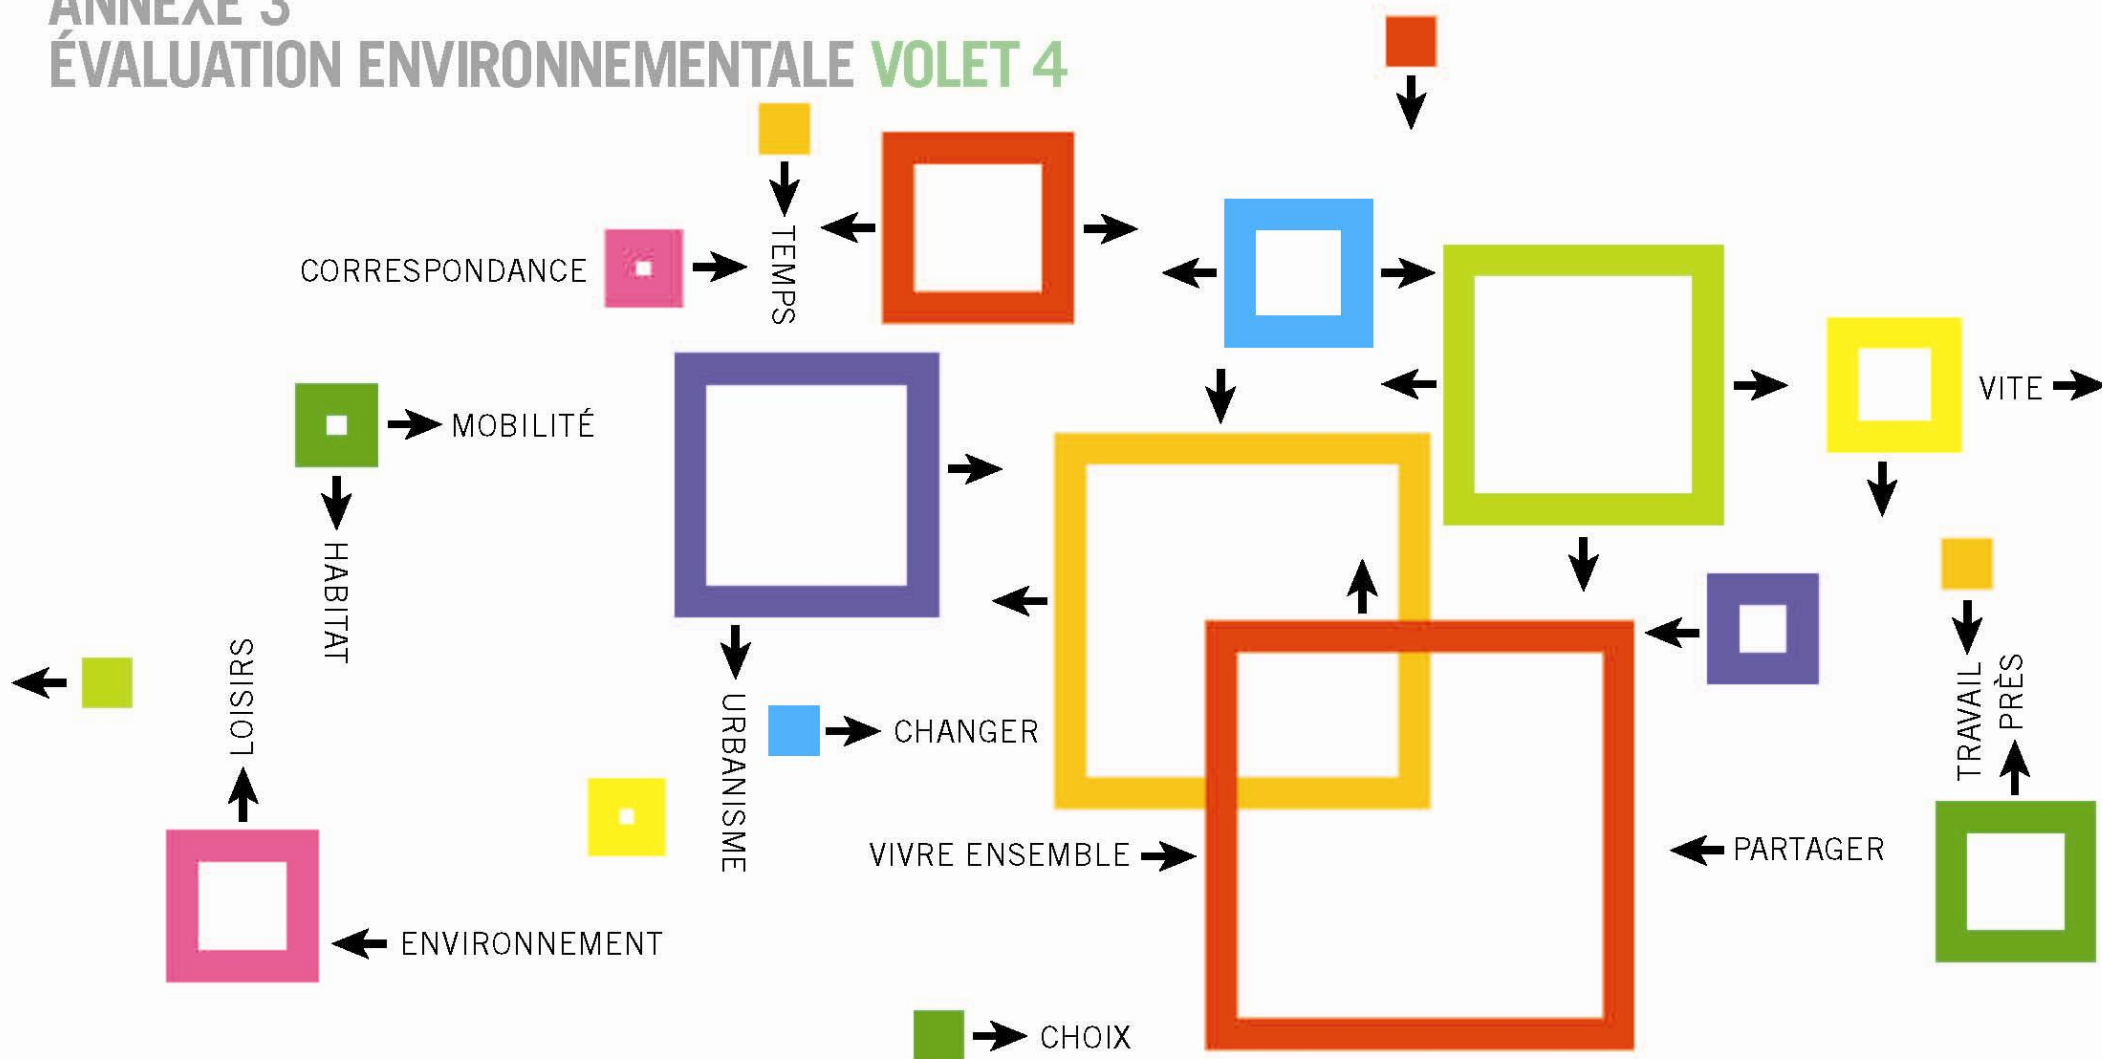 ANNEXE 3
ÉVALUATION ENVIRONNEMENTALE VOLET 4
CORRESPONDANCE
TEMPS
VITE
MOBILITÉ
HABITAT
LOISIRS
URBANISME
CHANGER
TRAVAIL
PRÈS
VIVRE ENSEMBLE
PARTAGER
ENVIRONNEMENT
CHOIX